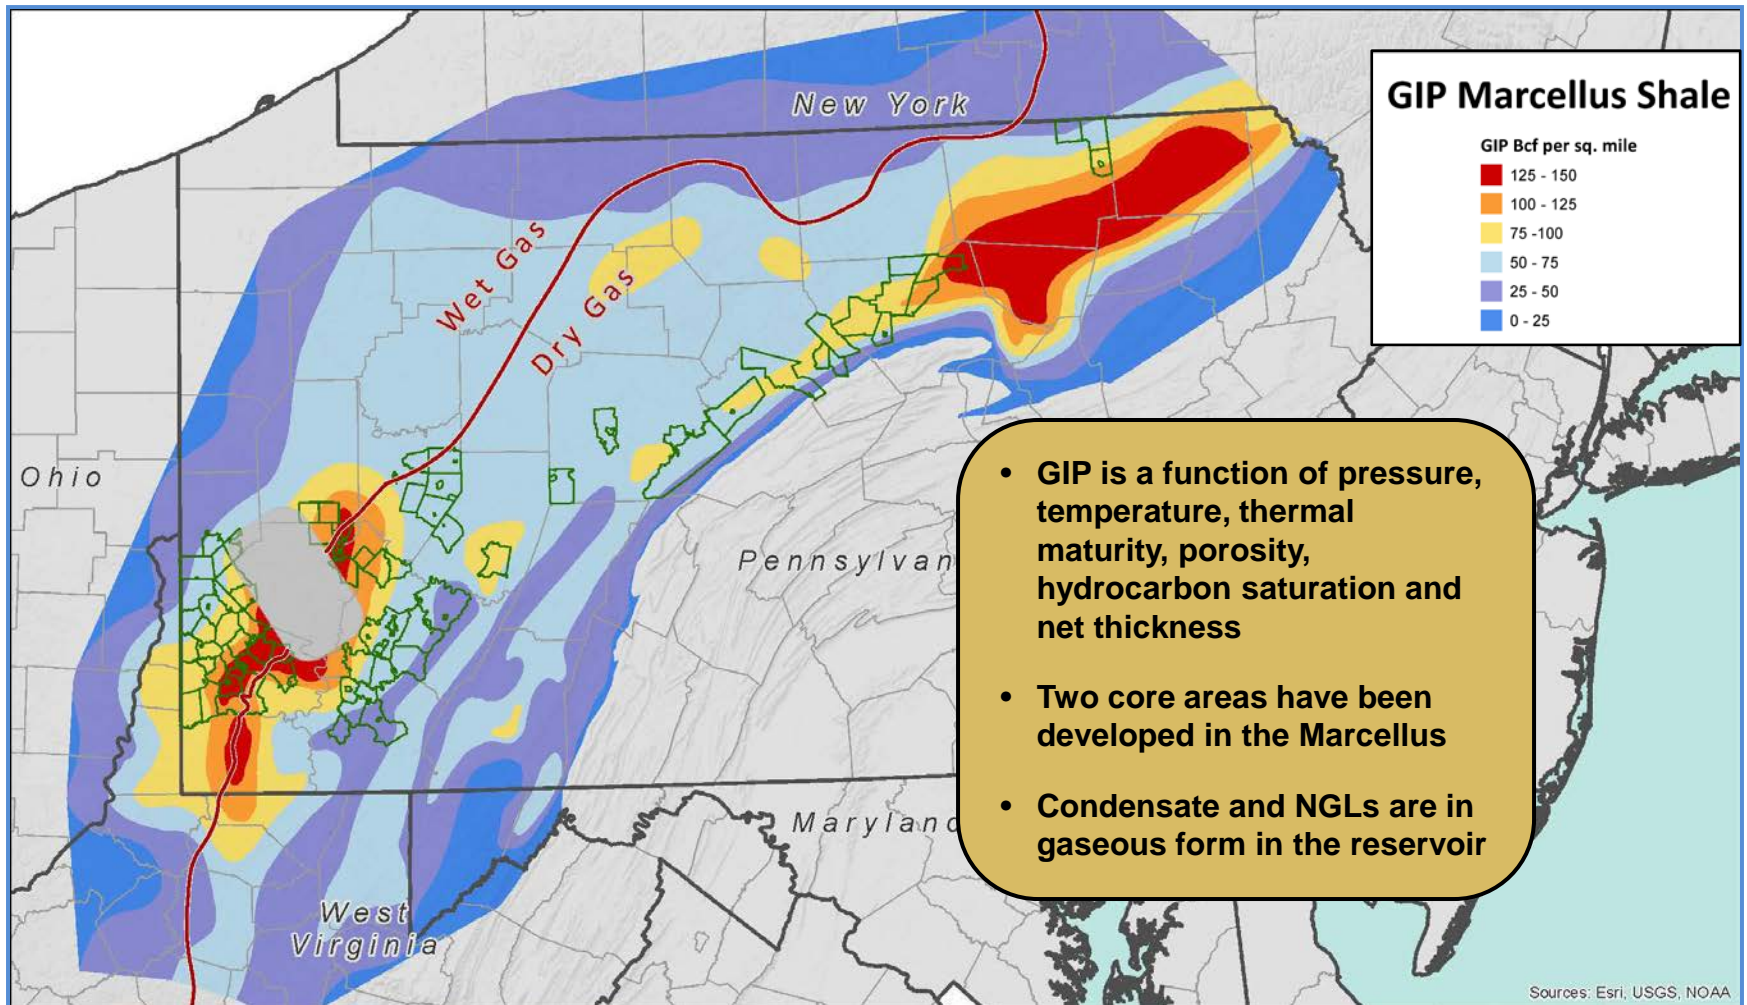 New York
GIP Marcellus Shale
GIP Bcf per sq. mile
125 - 150
100 - 125
75 -100
50 - 75
25 - 50
0 - 25
Wet Gas
Dry Gas
Ohio
Pennsylvan
Maryland
West
Virginia
• GIP is a function of pressure,
temperature, thermal
maturity, porosity,
hydrocarbon saturation and
net thickness
• Two core areas have been
developed in the Marcellus
• Condensate and NGLs are in
gaseous form in the reservoir
Sources: Esri, USGS, NOAA